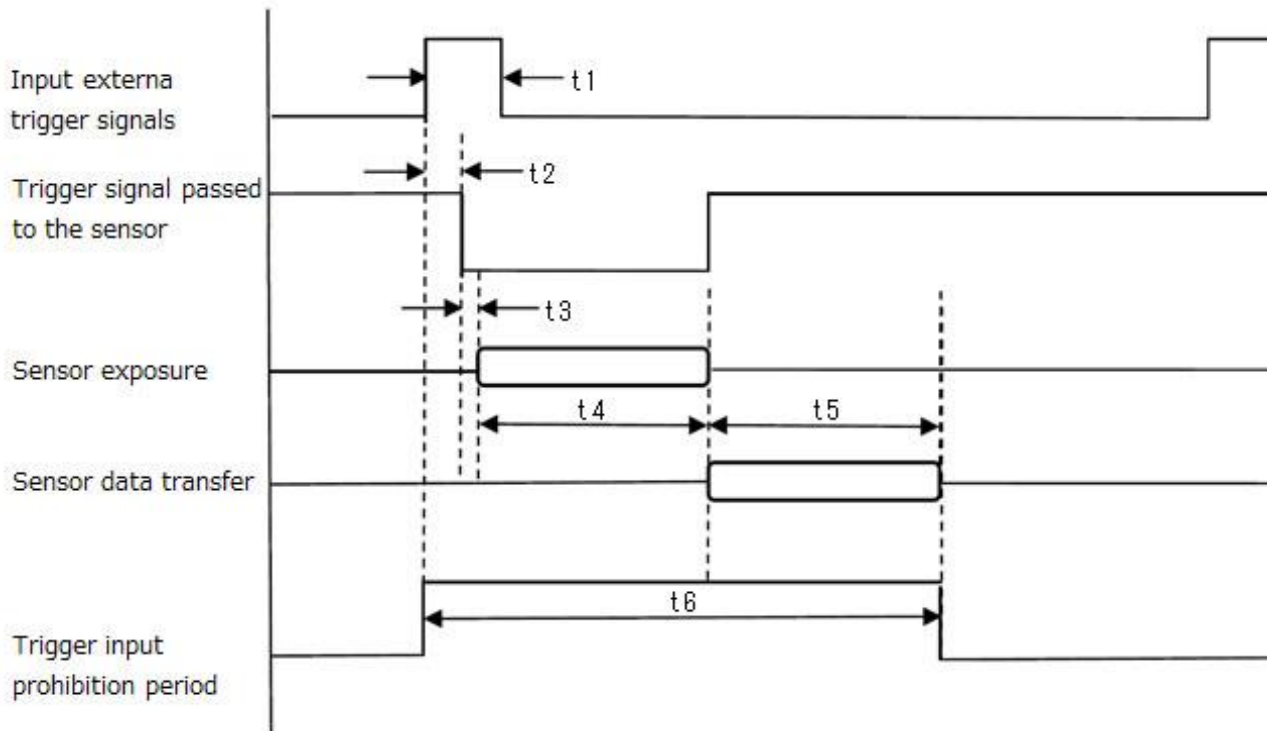 Input externa
trigger signals
t1
t2
Trigger signal passed
to the sensor
t3
Sensor exposure
t4
t5
Sensor data transfer
t6
Trigger input
prohibition period